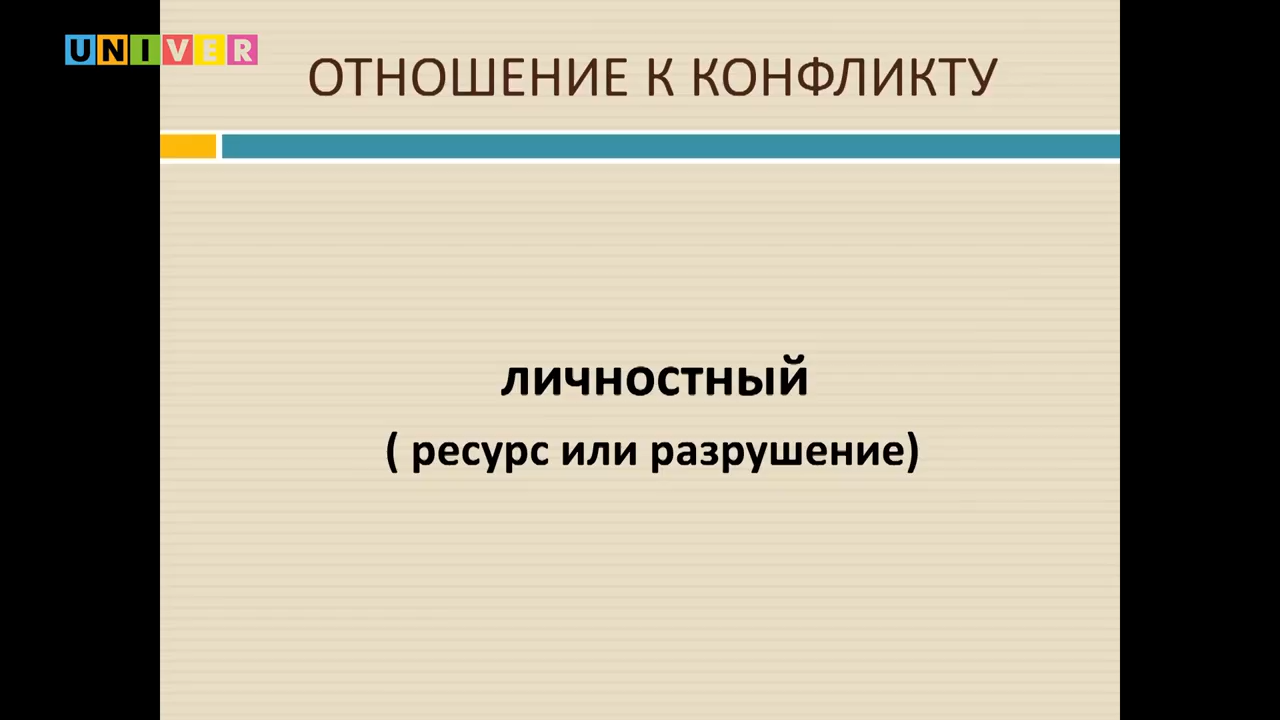 UNIVER
ОТНОШЕНИЕ К КОНФЛИКТУ
личностный
( ресурс или разрушение)